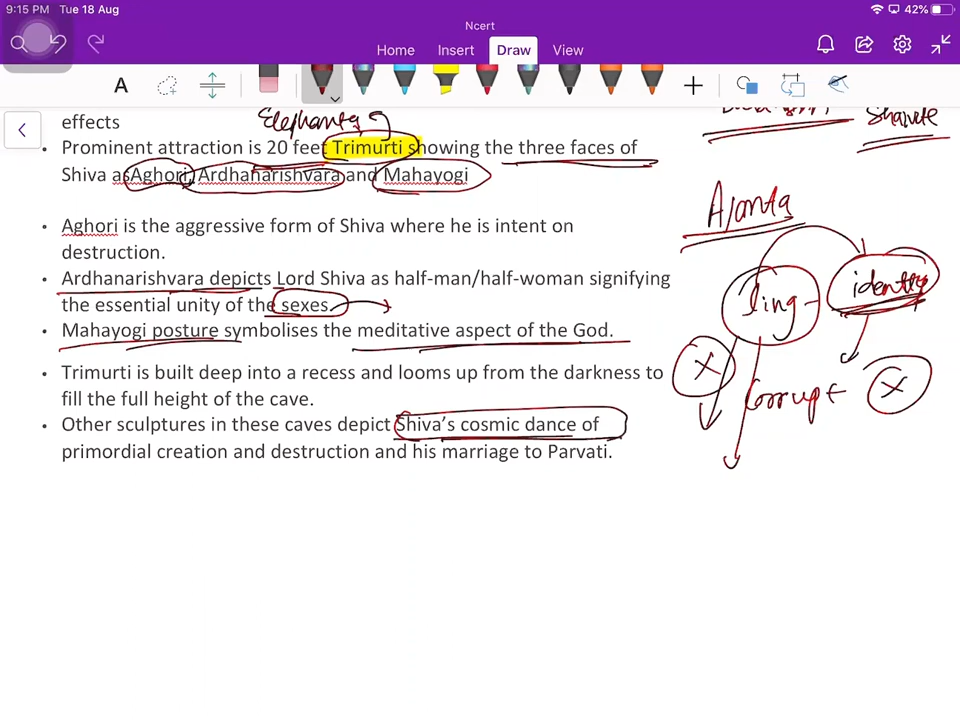 9:15 PM Tue 18 Aug
42%
Ncert
Home Insert Draw View
A
effects
Elephanta
Shaivite
• Prominent attraction is 20 feet Trimurti showing the three faces of
Shiva asAghori, Ardhanarishvara and Mahayogi
Ajanta
• Aghori is the aggressive form of Shiva where he is intent on
destruction.
• Ardhanarishvara depicts Lord Shiva as half-man/half-woman signifying
the essential unity of the sexes.
ling
identity
• Mahayogi posture symbolises the meditative aspect of the God.
• Trimurti is built deep into a recess and looms up from the darkness to
fill the full height of the cave.
X
Corrupt
X
• Other sculptures in these caves depict Shiva's cosmic dance of
primordial creation and destruction and his marriage to Parvati.